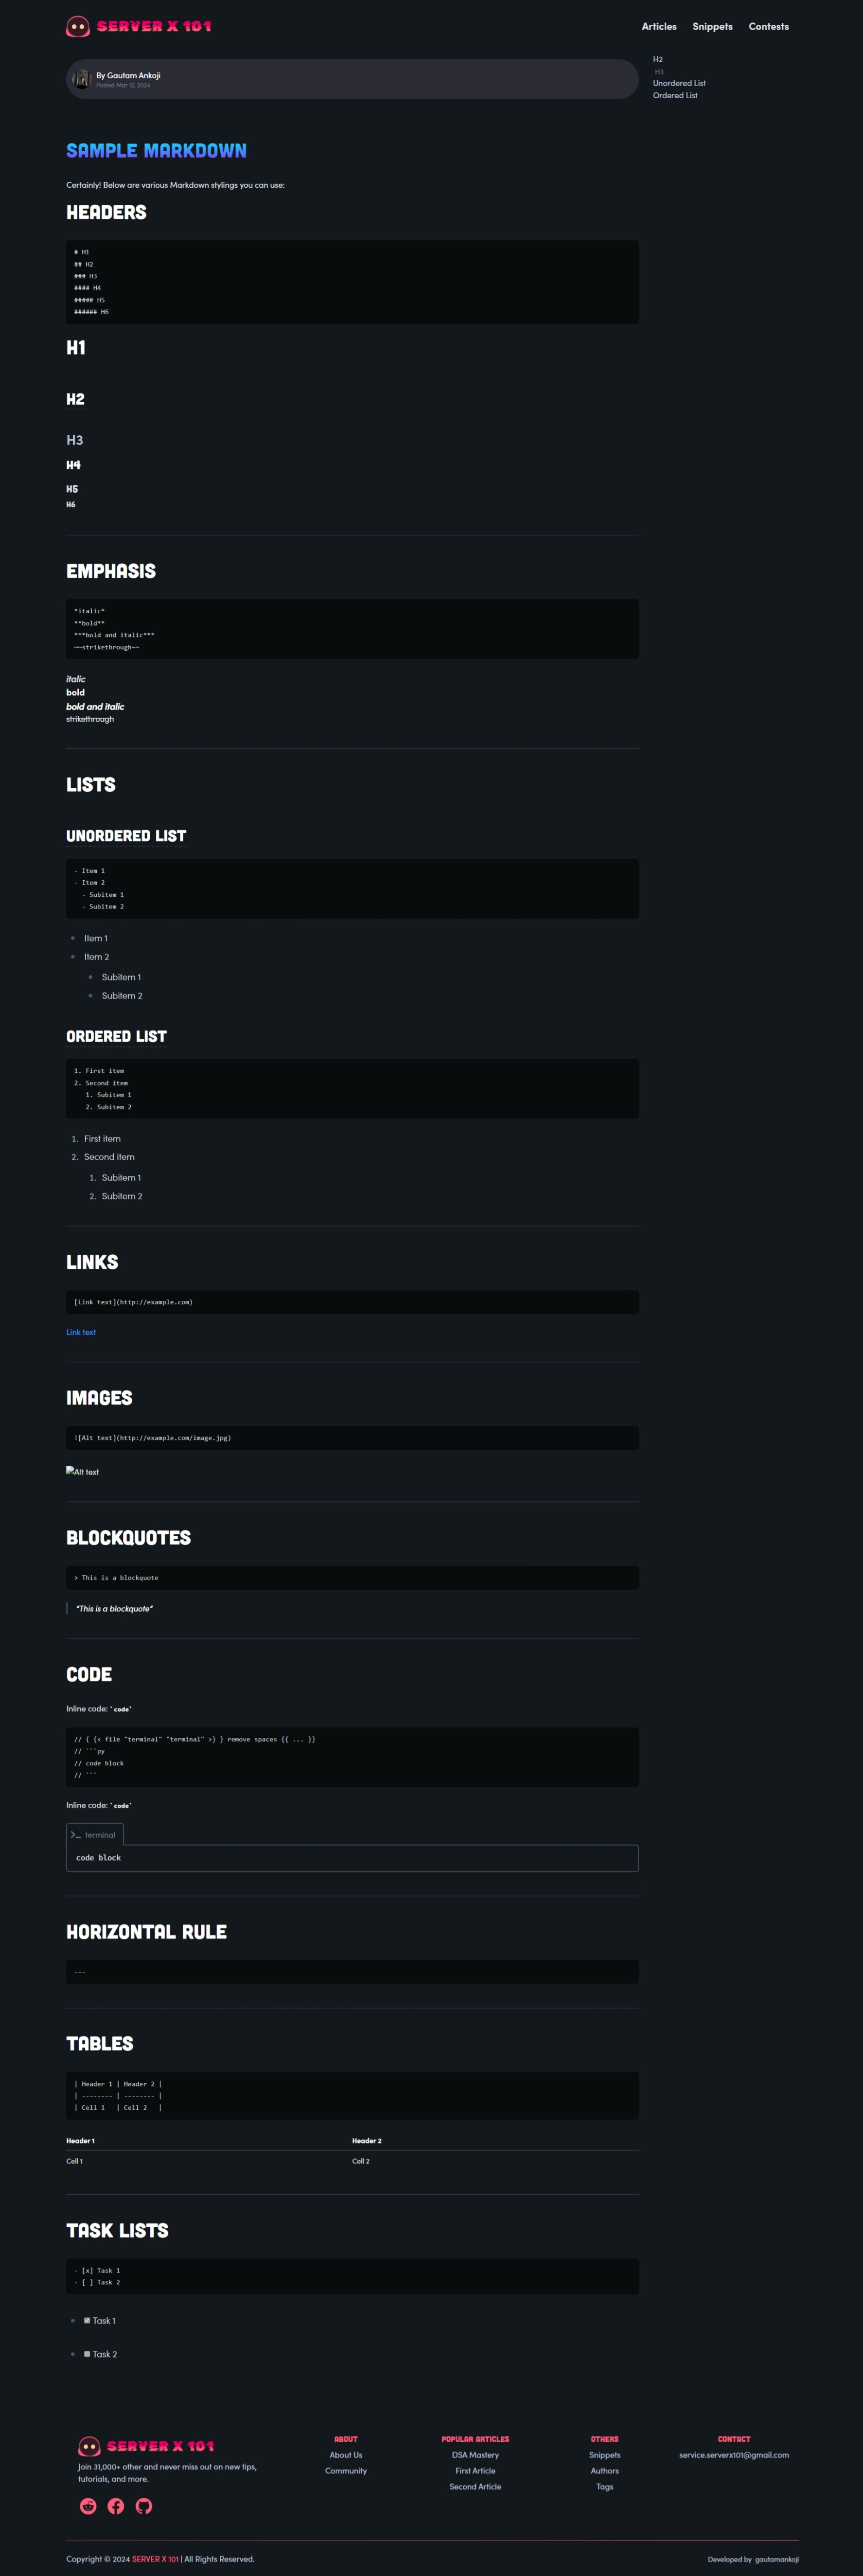 SERVER X 101
Articles Snippets Contests
By Gautam Ankoji
Posted Mar 12, 2024
H2
H3
Unordered List
Ordered List
SAMPLE MARKDOWN
Certainly! Below are various Markdown stylings you can use:
HEADERS
# H1
## H2
### H3
#### H4
##### H5
###### H6
H1
H2
H3
H4
H5
H6
EMPHASIS
*italic*
**bold**
***bold and italic***
~~strikethrough~~
italic
bold
bold and italic
strikethrough
LISTS
UNORDERED LIST
- Item 1
- Item 2
  - Subitem 1
  - Subitem 2
• Item 1
• Item 2
• Subitem 1
• Subitem 2
ORDERED LIST
1. First item
2. Second item
   1. Subitem 1
   2. Subitem 2
1. First item
2. Second item
1. Subitem 1
2. Subitem 2
LINKS
[Link text](http://example.com)
Link text
IMAGES
![Alt text](http://example.com/image.jpg)
Alt text
BLOCKQUOTES
> This is a blockquote
“This is a blockquote”
CODE
Inline code: `code`
// { {< file "terminal" "terminal" >} } remove spaces {{ ... }}
// ```py
// code block
// ```
Inline code: `code`
terminal
code block
HORIZONTAL RULE
---
TABLES
| Header 1 | Header 2 |
| -------- | -------- |
| Cell 1   | Cell 2   |
Header 1 Header 2
Cell 1 Cell 2
TASK LISTS
- [x] Task 1
- [ ] Task 2
• Task 1
• Task 2
SERVER X 101
Join 31,000+ other and never miss out on new tips,
tutorials, and more.
ABOUT
About Us
Community
POPULAR ARTICLES
DSA Mastery
First Article
Second Article
OTHERS
Snippets
Authors
Tags
CONTACT
service.serverx101@gmail.com
Copyright © 2024 SERVER X 101 | All Rights Reserved.
Developed by gautamankoji